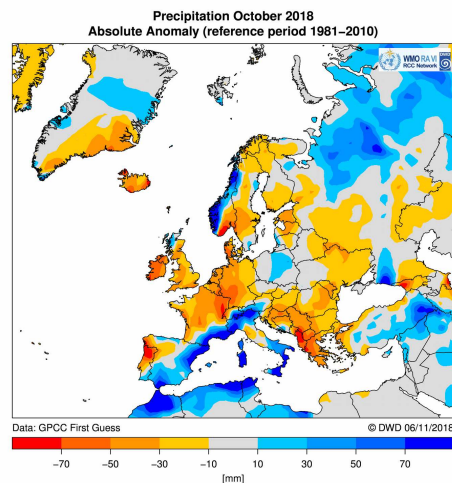 Precipitation October 2018
Absolute Anomaly (reference period 1981−2010)
WMO RA VI
RCC Network
Data: GPCC First Guess
© DWD 06/11/2018
−70 −50 −30 −10 10 30 50 70
[mm]